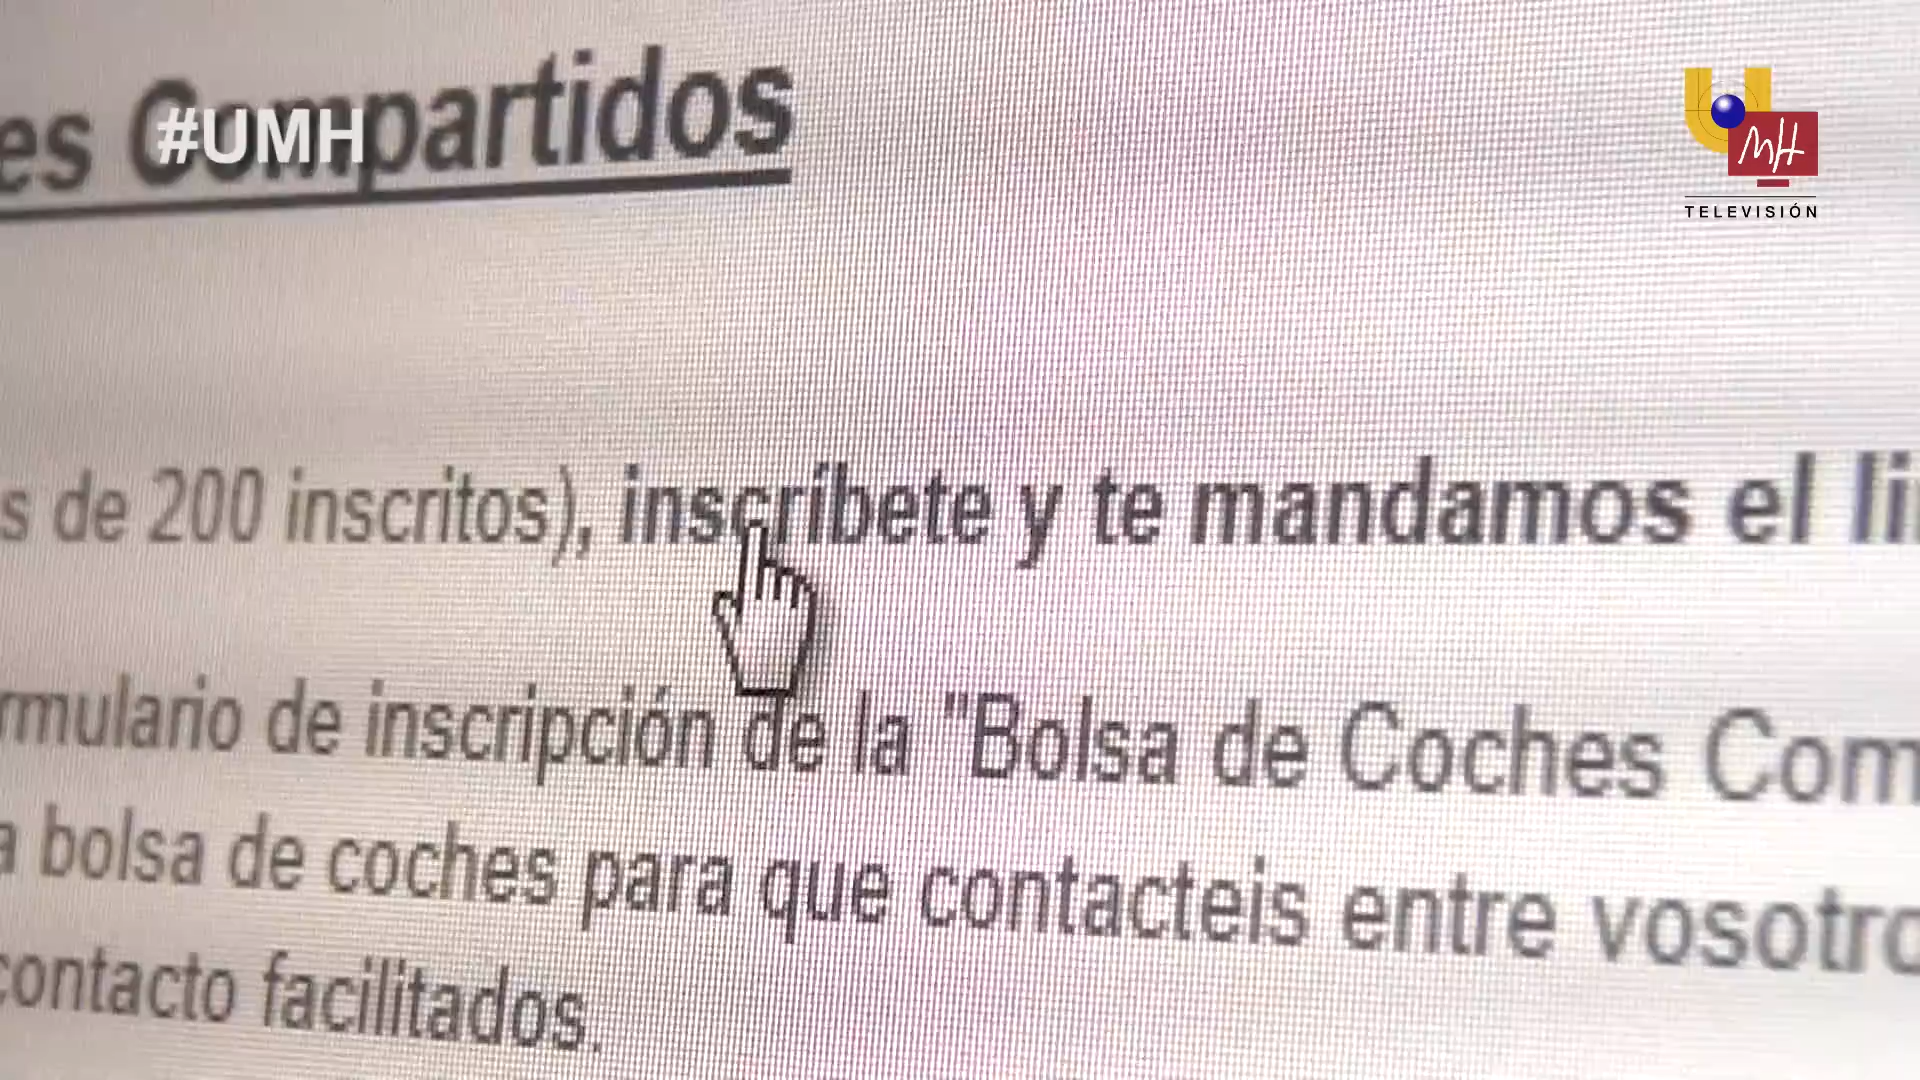 es Compartidos
#UMH
MH
TELEVISIÓN
s de 200 inscritos), inscríbete y te mandamos el li
rmulario de inscripción de la "Bolsa de Coches Com
a bolsa de coches para que contacteis entre vosotro
contacto facilitados.